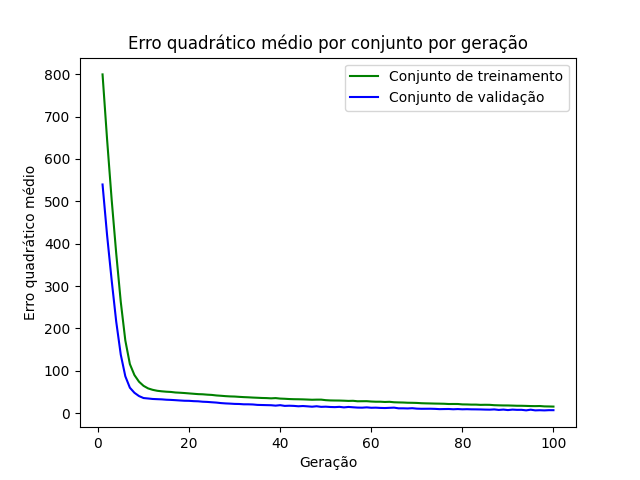 Erro quadrático médio por conjunto por geração
Conjunto de treinamento
Conjunto de validação
Erro quadrático médio
800
700
600
500
400
300
200
100
0
0 20 40 60 80 100
Geração